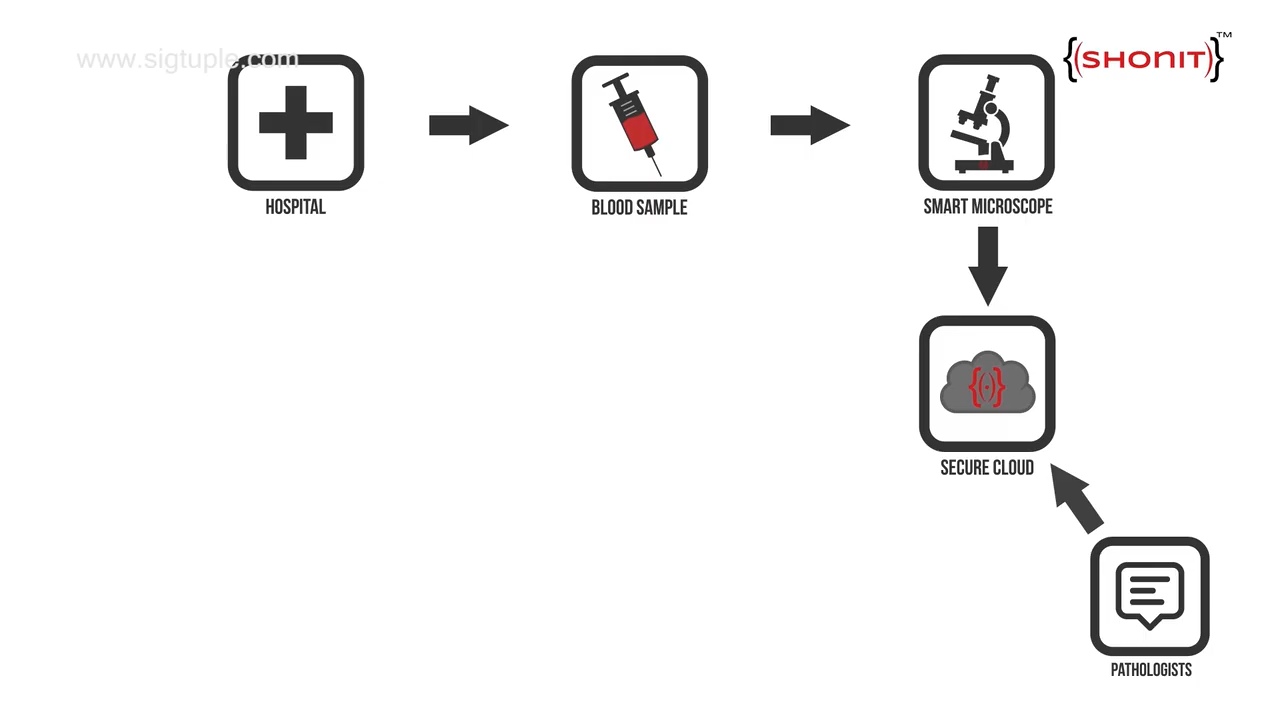 www.sigtuple.com
{(SHONIT)}™
HOSPITAL
BLOOD SAMPLE
SMART MICROSCOPE
{(·)}
SECURE CLOUD
PATHOLOGISTS